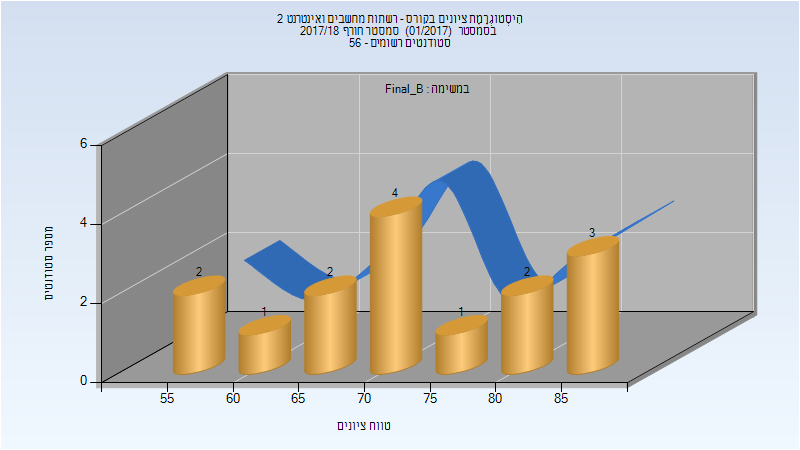 הִיסטוֹגְרָמַת ציונים בקורס - רשתות מחשבים ואינטרנט 2
בסמסטר (01/2017) סמסטר חורף 2017/18
סטודנטים רשומים - 56
במשימה : Final_B
מספר סטודנטים
6
4
2
0
2
1
2
4
1
2
3
55 60 65 70 75 80 85
טווח ציונים